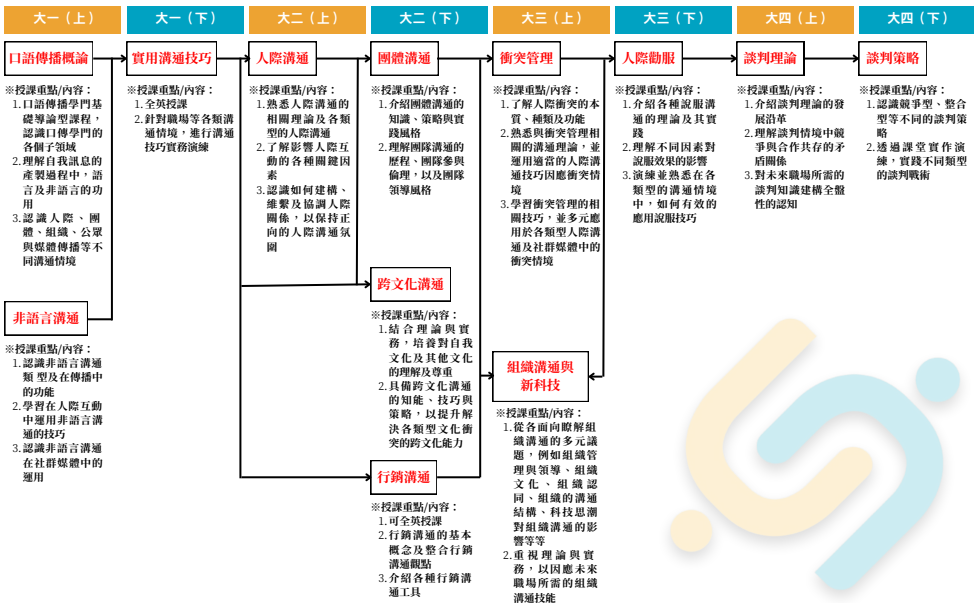 大一（上）
大一（下）
大二（上）
大二（下）
大三（上）
大三（下）
大四（上）
大四（下）
口語傳播概論
※授課重點/內容：
1.口語傳播學門基
礎導論型課程，
認識口傳學門的
各個子領域
2.理解自我訊息的
產製過程中，語
言及非語言的功
用
3.認識人際、團
體、組織、公眾
與媒體傳播等不
同溝通情境
非語言溝通
※授課重點/內容：
1.認識非語言溝通
類型及在傳播中
的功能
2.學習在人際互動
中運用非語言溝
通的技巧
3.認識非語言溝通
在社群媒體中的
運用
實用溝通技巧
※授課重點/內容：
1.全英授課
2.針對職場等各類溝
通情境，進行溝通
技巧實務演練
人際溝通
※授課重點/內容：
1.熟悉人際溝通的
相關理論及各類
型的人際溝通
2.了解影響人際互
動的各種關鍵因
素
3.認識如何建構、
維繫及協調人際
關係，以保持正
向的人際溝通氛
圍
團體溝通
※授課重點/內容：
1.介紹團體溝通的
知識、策略與實
踐風格
2.理解團隊溝通的
歷程、團隊參與
倫理，以及團隊
領導風格
跨文化溝通
※授課重點/內容：
1.結合理論與實
務，培養對自我
文化及其他文化
的理解及尊重
2.具備跨文化溝通
的知能、技巧與
策略，以提升解
決各類型文化衝
突的跨文化能力
行銷溝通
※授課重點/內容：
1.可全英授課
2.行銷溝通的基本
概念及整合行銷
溝通觀點
3.介紹各種行銷溝
通工具
衝突管理
※授課重點/內容：
1.了解人際衝突的本
質、種類及功能
2.熟悉與衝突管理相
關的溝通理論，並
運用適當的人際溝
通技巧因應衝突情
境
3.學習衝突管理的相
關技巧，並多元應
用於各類型人際溝
通及社群媒體中的
衝突情境
組織溝通與
新科技
※授課重點/內容：
1.從各面向瞭解組
織溝通的多元議
題，例如組織管
理與領導、組織
文化、組織認
同、組織的溝通
結構、科技思潮
對組織溝通的影
響等等
2.重視理論與實
務，以因應未來
職場所需的組織
溝通技能
人際勸服
※授課重點/內容：
1.介紹各種說服溝
通的理論及其實
踐
2.理解不同因素對
說服效果的影響
3.演練並熟悉在各
類型的溝通情境
中，如何有效的
應用說服技巧
談判理論
※授課重點/內容：
1.介紹談判理論的發
展沿革
2.理解談判情境中競
爭與合作共存的矛
盾關係
3.對未來職場所需的
談判知識建構全盤
性的認知
談判策略
※授課重點/內容：
1.認識競爭型、整合
型等不同的談判策
略
2.透過課堂實作演
練，實踐不同類型
的談判戰術